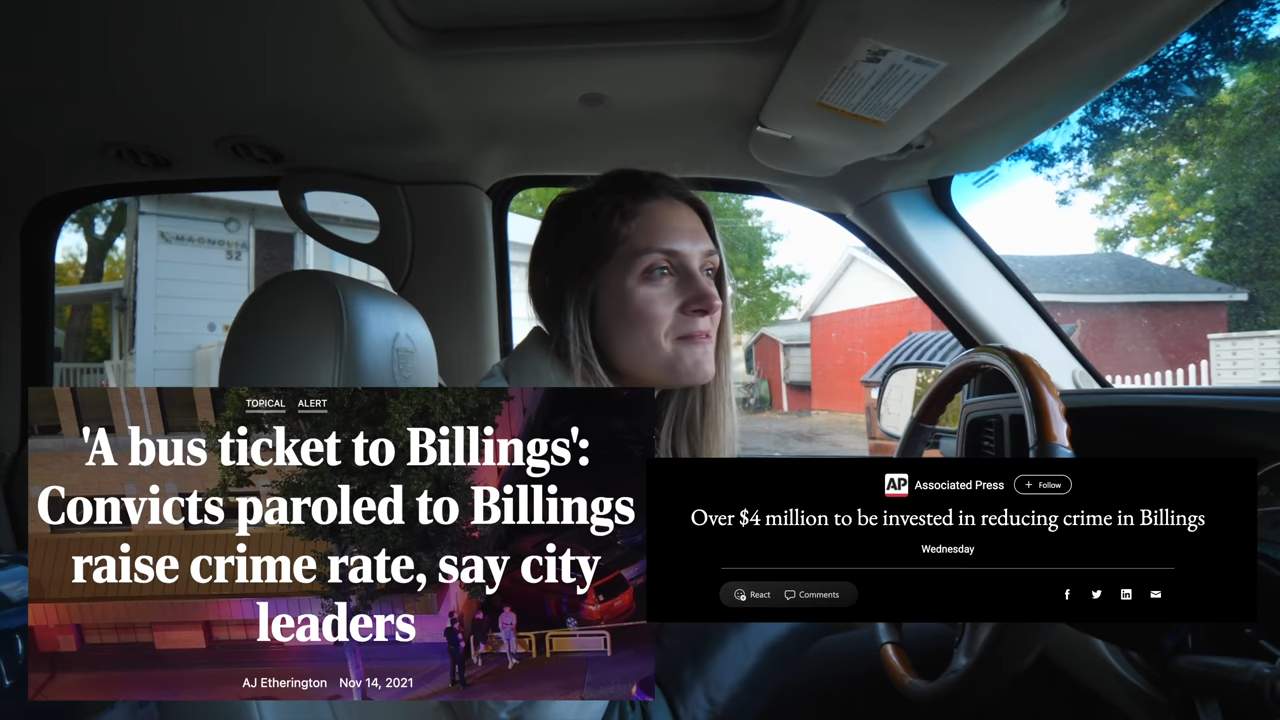 MAGNOLIA
52
TOPICAL ALERT
'A bus ticket to Billings':
Convicts paroled to Billings
raise crime rate, say city
leaders
AJ Etherington Nov 14, 2021
AP Associated Press + Follow
Over $4 million to be invested in reducing crime in Billings
Wednesday
React Comments